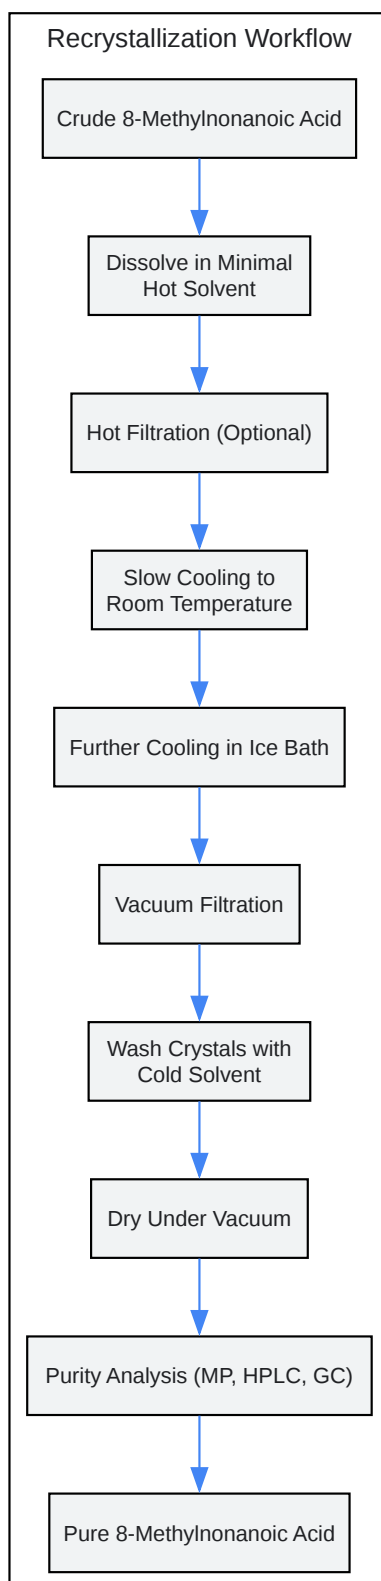 Recrystallization Workflow
Crude 8-Methylnonanoic Acid
Dissolve in Minimal
Hot Solvent
Hot Filtration (Optional)
Slow Cooling to
Room Temperature
Further Cooling in Ice Bath
Vacuum Filtration
Wash Crystals with
Cold Solvent
Dry Under Vacuum
Purity Analysis (MP, HPLC, GC)
Pure 8-Methylnonanoic Acid